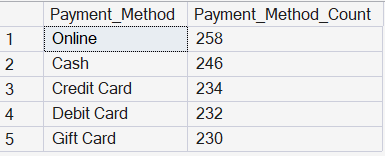 Payment_Method Payment_Method_Count
1 Online 258
2 Cash 246
3 Credit Card 234
4 Debit Card 232
5 Gift Card 230